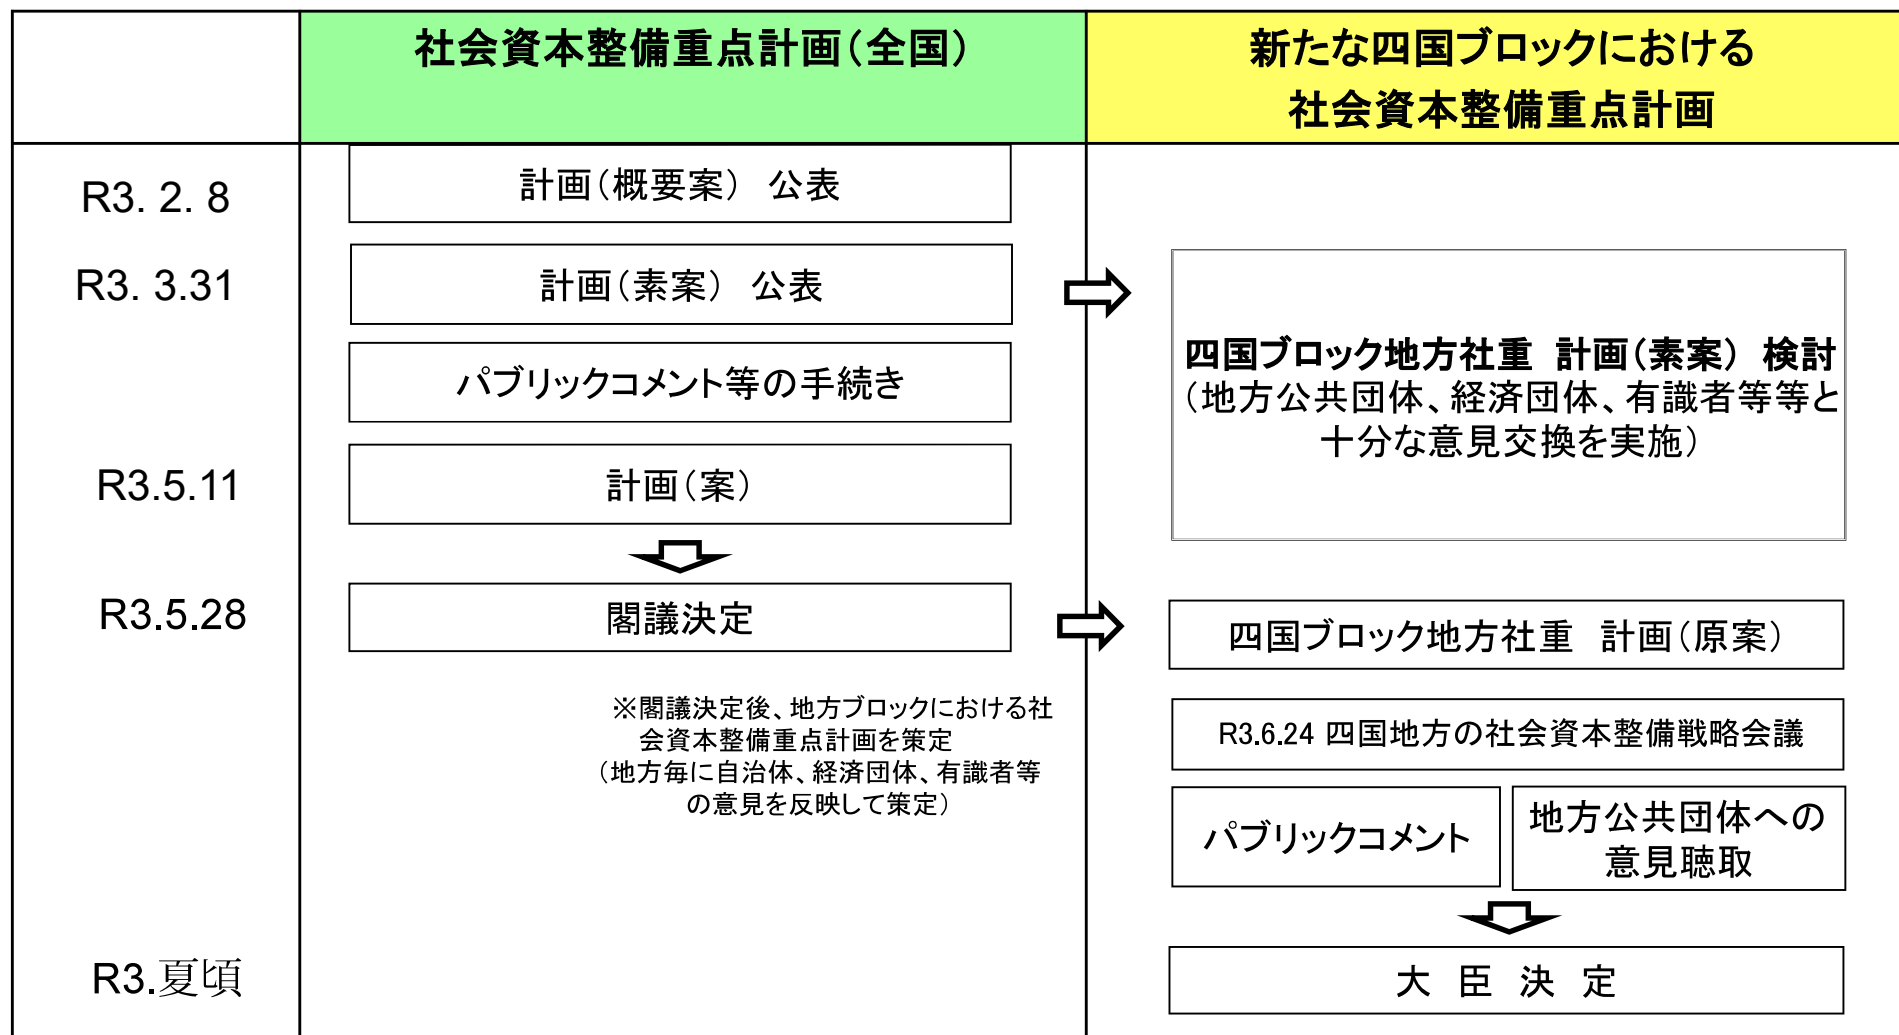 社会資本整備重点計画（全国）
新たな四国ブロックにおける
社会資本整備重点計画
R3. 2. 8
計画（概要案） 公表
R3. 3.31
計画（素案） 公表
パブリックコメント等の手続き
四国ブロック地方社重 計画（素案） 検討
（地方公共団体、経済団体、有識者等等と
十分な意見交換を実施）
R3.5.11
計画（案）
R3.5.28
閣議決定
四国ブロック地方社重 計画（原案）
※閣議決定後、地方ブロックにおける社
会資本整備重点計画を策定
（地方毎に自治体、経済団体、有識者等
の意見を反映して策定）
R3.6.24 四国地方の社会資本整備戦略会議
パブリックコメント
地方公共団体への
意見聴取
R3.夏頃
大 臣 決 定